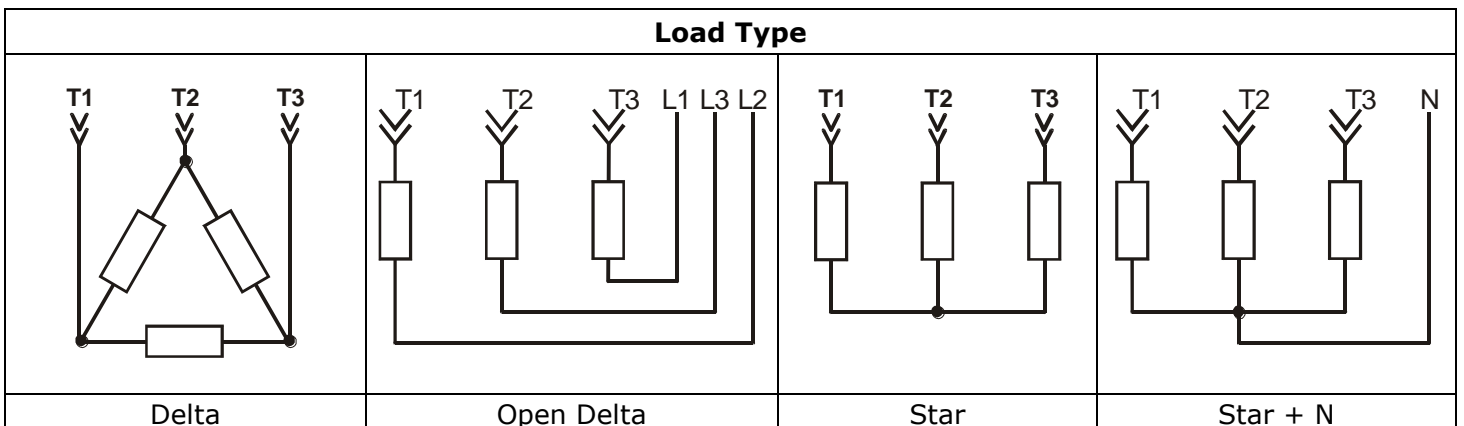 Load Type
T1 T2 T3
T1 T2 T3 L1 L3 L2
T1 T2 T3
T1 T2 T3 N
Delta
Open Delta
Star
Star + N